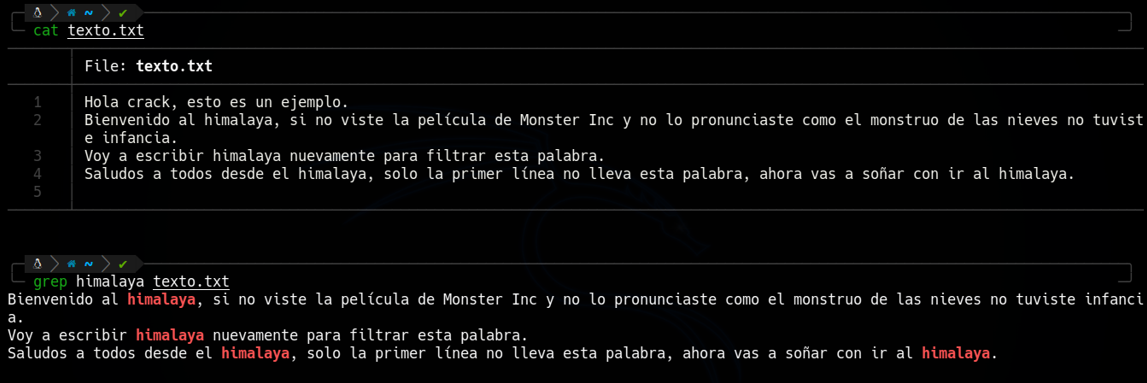 ~ ✔
cat texto.txt
File: texto.txt
1 Hola crack, esto es un ejemplo.
2 Bienvenido al himalaya, si no viste la película de Monster Inc y no lo pronunciaste como el monstruo de las nieves no tuvist
e infancia.
3 Voy a escribir himalaya nuevamente para filtrar esta palabra.
4 Saludos a todos desde el himalaya, solo la primer línea no lleva esta palabra, ahora vas a soñar con ir al himalaya.
5
~ ✔
grep himalaya texto.txt
Bienvenido al himalaya, si no viste la película de Monster Inc y no lo pronunciaste como el monstruo de las nieves no tuviste infanci
a.
Voy a escribir himalaya nuevamente para filtrar esta palabra.
Saludos a todos desde el himalaya, solo la primer línea no lleva esta palabra, ahora vas a soñar con ir al himalaya.